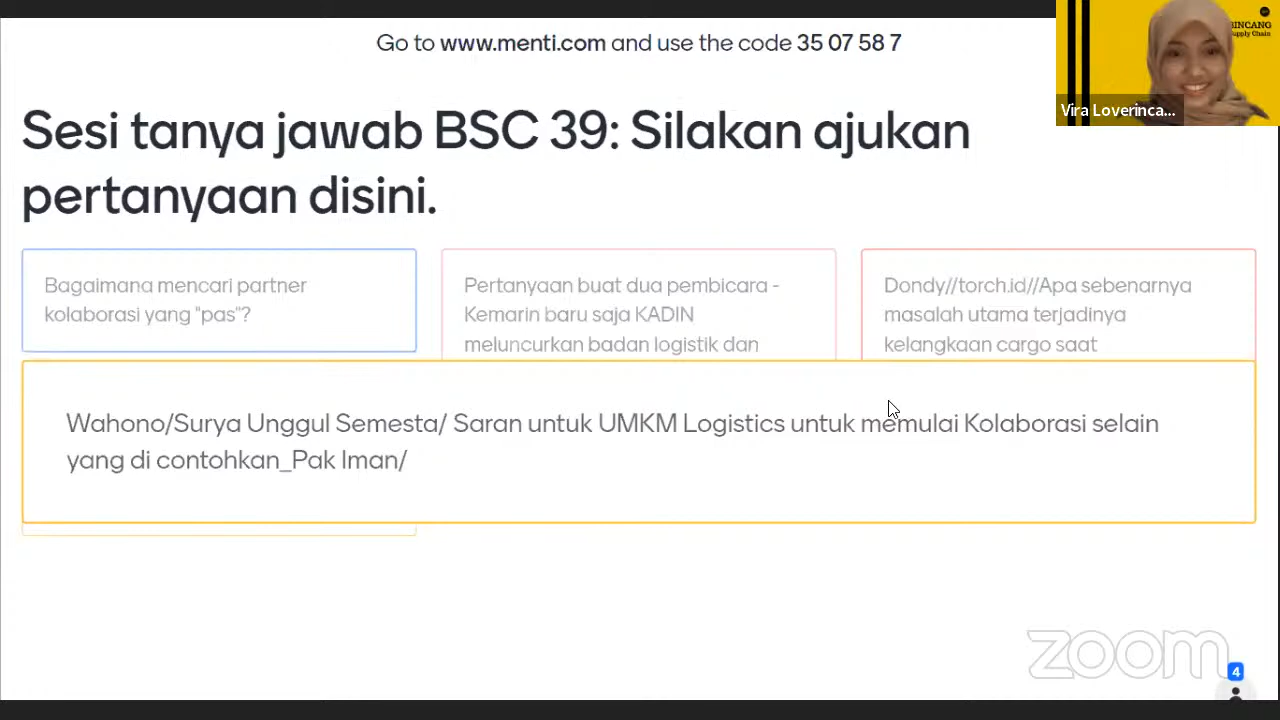 Go to www.menti.com and use the code 35 07 58 7
BINCANG
Supply Chain
Vira Loverinca...
Sesi tanya jawab BSC 39: Silakan ajukan
pertanyaan disini.
Bagaimana mencari partner
kolaborasi yang "pas"?
Pertanyaan buat dua pembicara -
Kemarin baru saja KADIN
meluncurkan badan logistik dan
Dondy//torch.id//Apa sebenarnya
masalah utama terjadinya
kelangkaan cargo saat
Wahono/Surya Unggul Semesta/ Saran untuk UMKM Logistics untuk memulai Kolaborasi selain
yang di contohkan_Pak Iman/
zoom
4